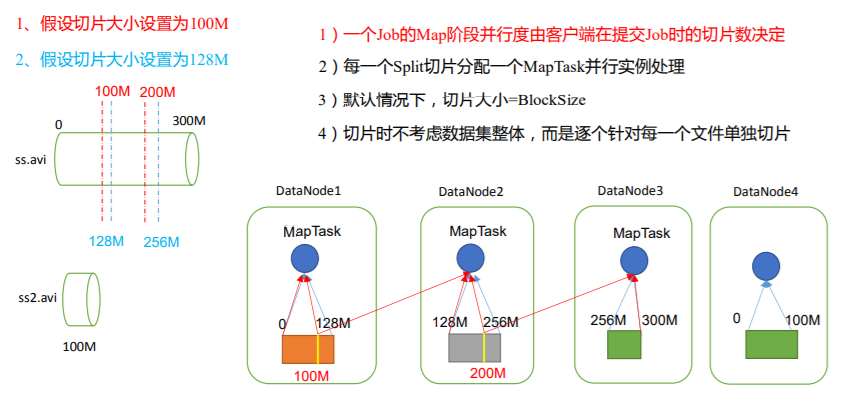 1、假设切片大小设置为100M
2、假设切片大小设置为128M
1）一个Job的Map阶段并行度由客户端在提交Job时的切片数决定
2）每一个Split切片分配一个MapTask并行实例处理
3）默认情况下，切片大小=BlockSize
4）切片时不考虑数据集整体，而是逐个针对每一个文件单独切片
100M 200M
0 300M
ss.avi
128M 256M
ss2.avi
100M
DataNode1 DataNode2 DataNode3 DataNode4
MapTask MapTask MapTask
0 128M 128M 256M 256M 300M 0 100M
100M 200M